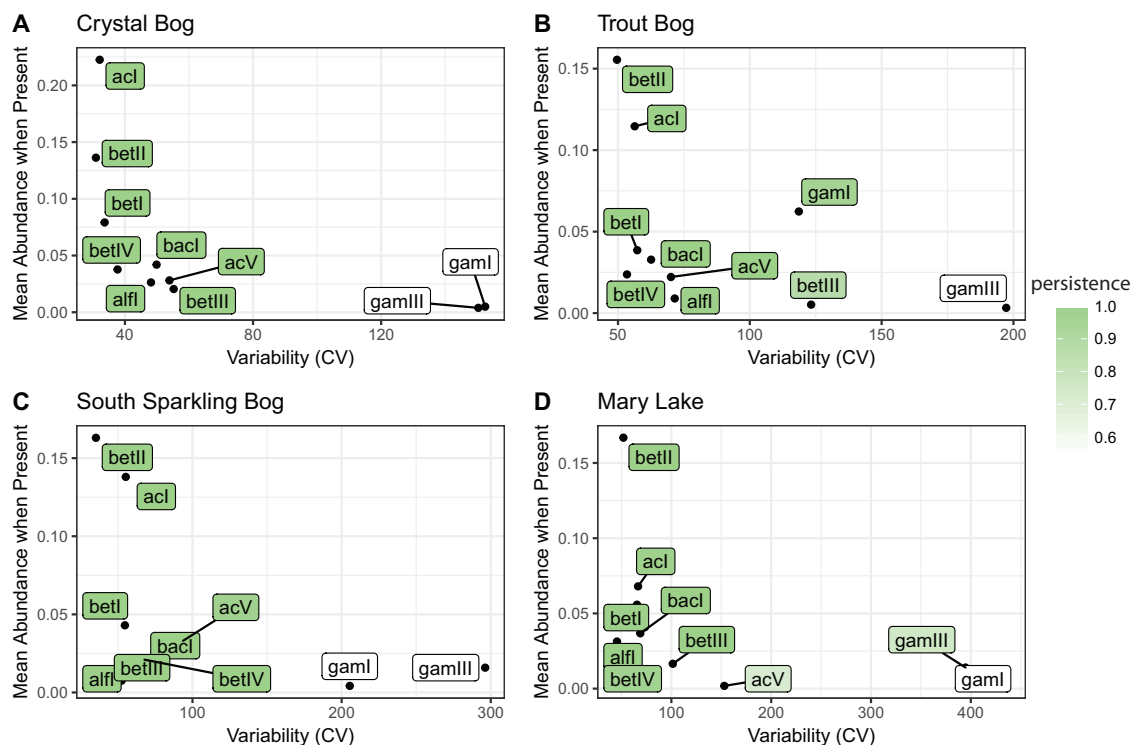 A Crystal Bog
Mean Abundance when Present
0.20
0.15
0.10
0.05
0.00
acI
betII
betI
betIV
bacI
acV
alfI
betIII
gamI
gamIII
40 80 120
Variability (CV)
B Trout Bog
Mean Abundance when Present
0.15
0.10
0.05
0.00
betII
acI
gamI
betI
bacI
acV
betIV
alfI
betIII
gamIII
50 100 150 200
Variability (CV)
persistence
1.0
0.9
0.8
0.7
0.6
C South Sparkling Bog
Mean Abundance when Present
0.15
0.10
0.05
0.00
betII
acI
betI
acV
bacI
alfI
betIII
betIV
gamI
gamIII
100 200 300
Variability (CV)
D Mary Lake
Mean Abundance when Present
0.15
0.10
0.05
0.00
betII
acI
bacI
betI
betIII
gamIII
alfI
betIV
acV
gamI
100 200 300 400
Variability (CV)